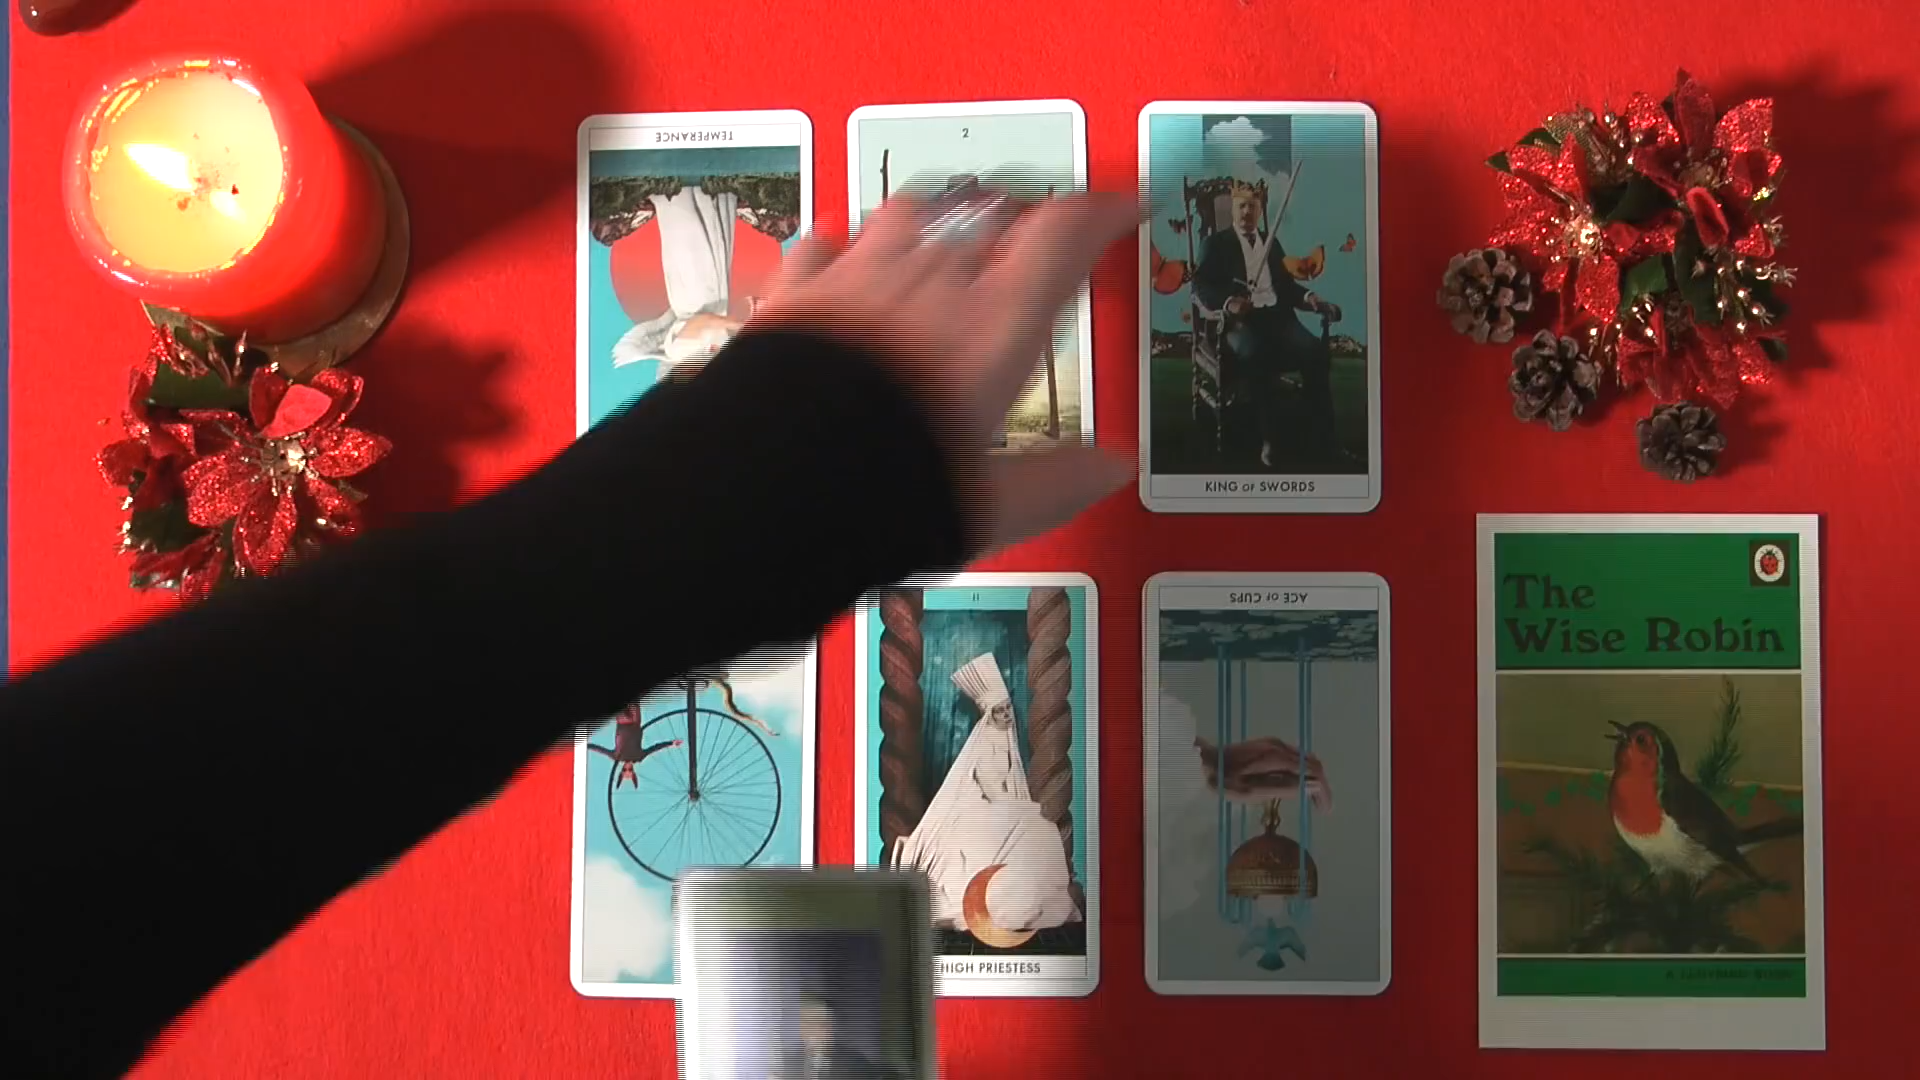 TEMPERANCE
2
KING OF SWORDS
II
HIGH PRIESTESS
ACE OF CUPS
The
Wise Robin